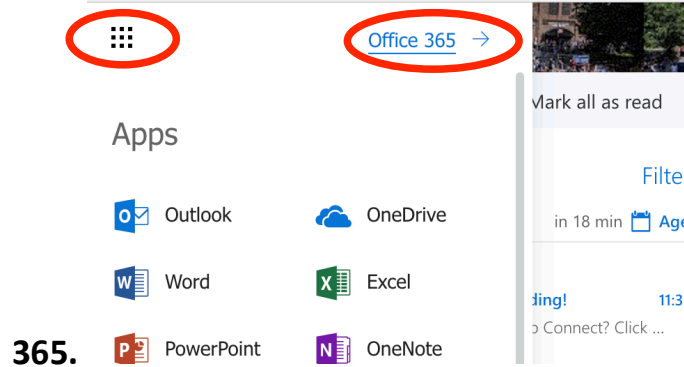 Office 365 →
Mark all as read
Apps
Filte
Outlook OneDrive
in 18 min Age
Word Excel
ding! 11:3
o Connect? Click ...
365. PowerPoint OneNote